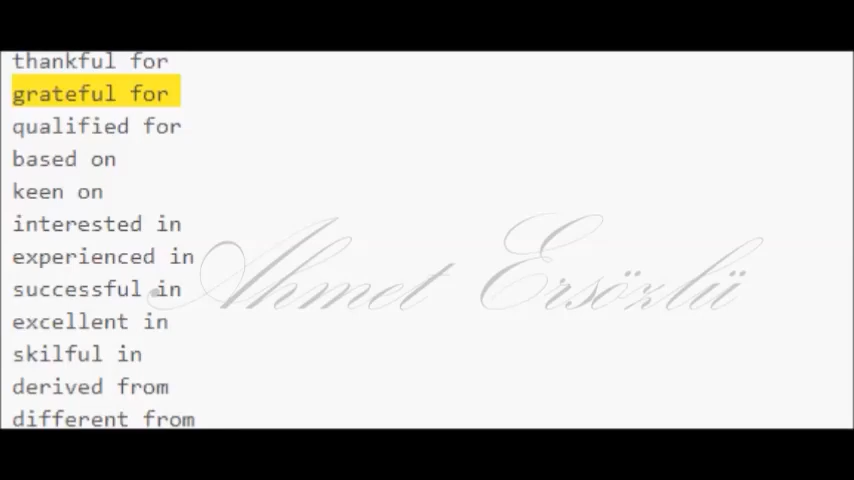 thankful for
grateful for
qualified for
based on
keen on
interested in
experienced in
successful in
excellent in
skilful in
derived from
different from
Ahmet Ersözlü